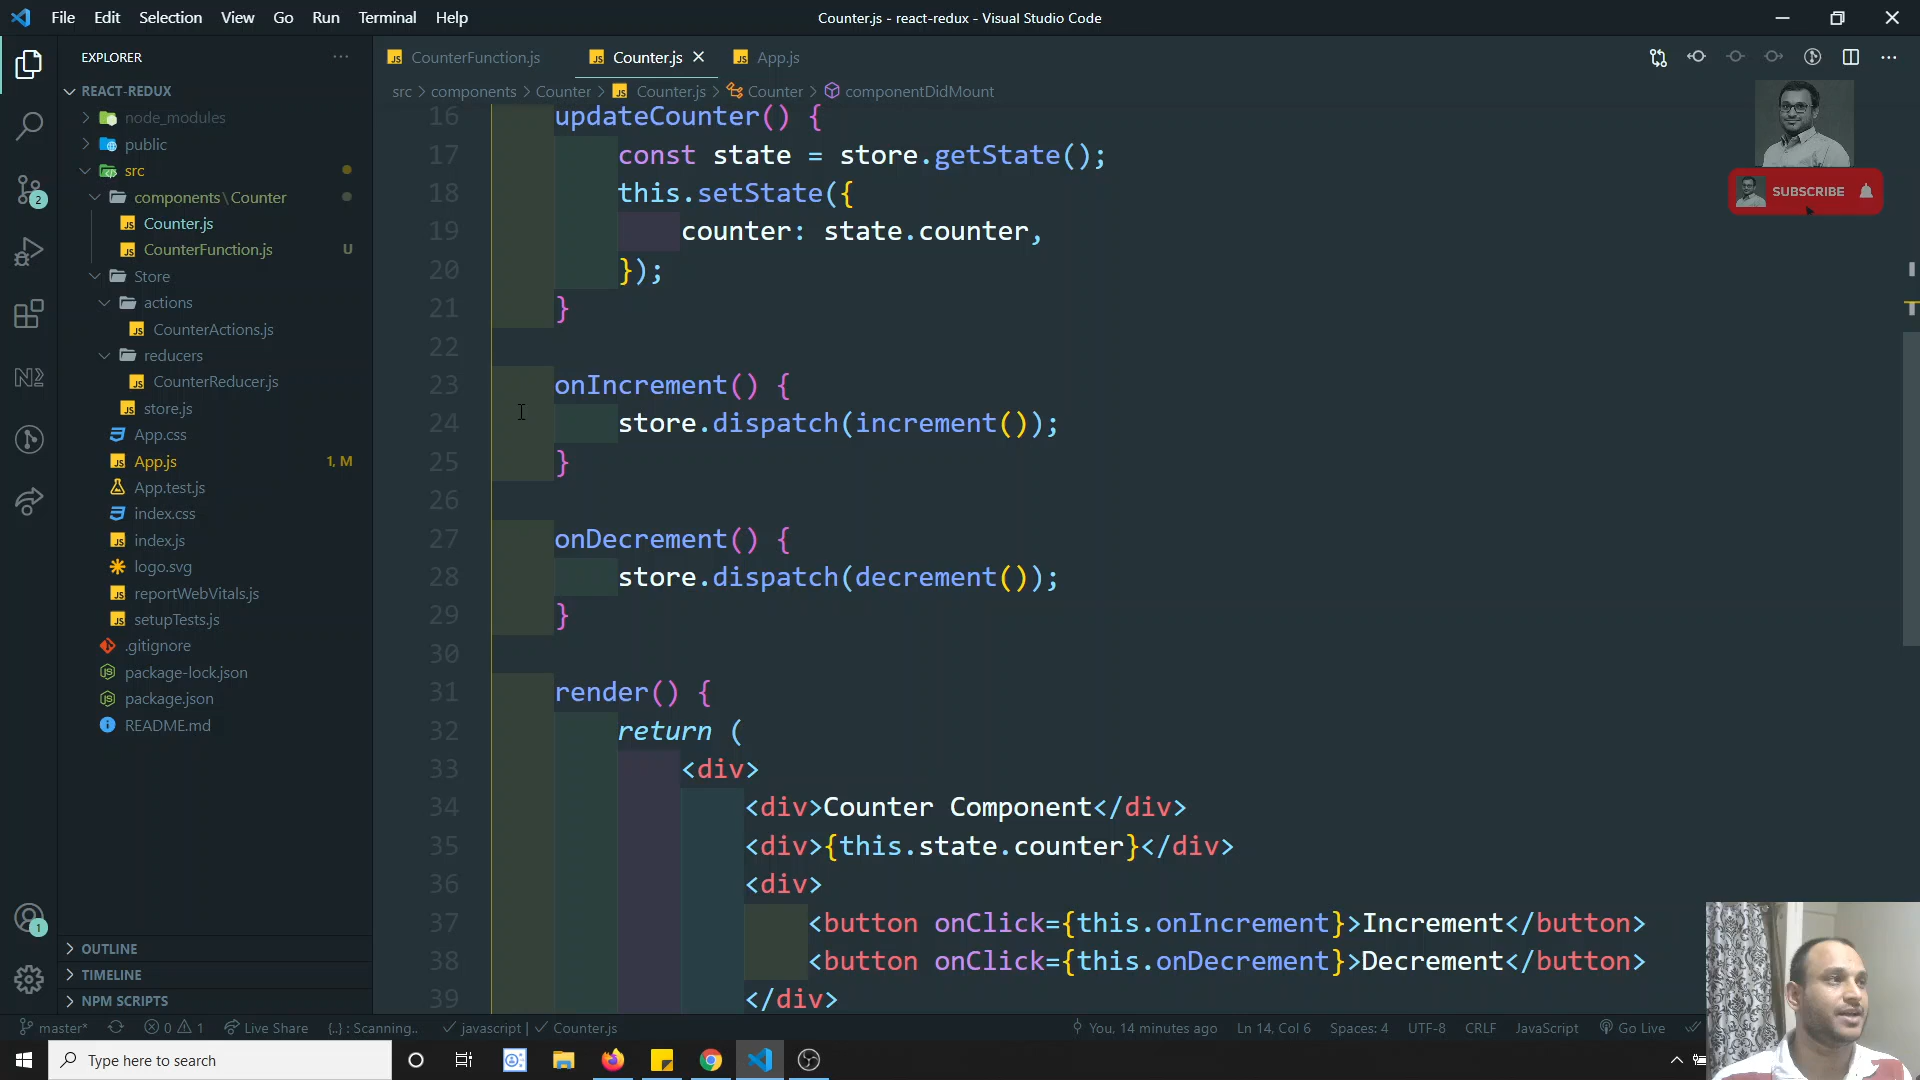 File Edit Selection View Go Run Terminal Help
Counter.js - react-redux - Visual Studio Code
EXPLORER
REACT-REDUX
node_modules
public
src
components\Counter
Counter.js
CounterFunction.js U
Store
actions
CounterActions.js
reducers
CounterReducer.js
store.js
App.css
App.js 1, M
App.test.js
index.css
index.js
logo.svg
reportWebVitals.js
setupTests.js
.gitignore
package-lock.json
package.json
README.md
OUTLINE
TIMELINE
NPM SCRIPTS
2
1
CounterFunction.js Counter.js App.js
src > components > Counter > Counter.js > Counter > componentDidMount
SUBSCRIBE
16 updateCounter() {
17 const state = store.getState();
18 this.setState({
19 counter: state.counter,
20 });
21 }
22
23 onIncrement() {
24 store.dispatch(increment());
25 }
26
27 onDecrement() {
28 store.dispatch(decrement());
29 }
30
31 render() {
32 return (
33 <div>
34 <div>Counter Component</div>
35 <div>{this.state.counter}</div>
36 <div>
37 <button onClick={this.onIncrement}>Increment</button>
38 <button onClick={this.onDecrement}>Decrement</button>
39 </div>
master* 0 1 Live Share {..} : Scanning.. javascript | Counter.js You, 14 minutes ago Ln 14, Col 6 Spaces: 4 UTF-8 CRLF JavaScript Go Live
Type here to search